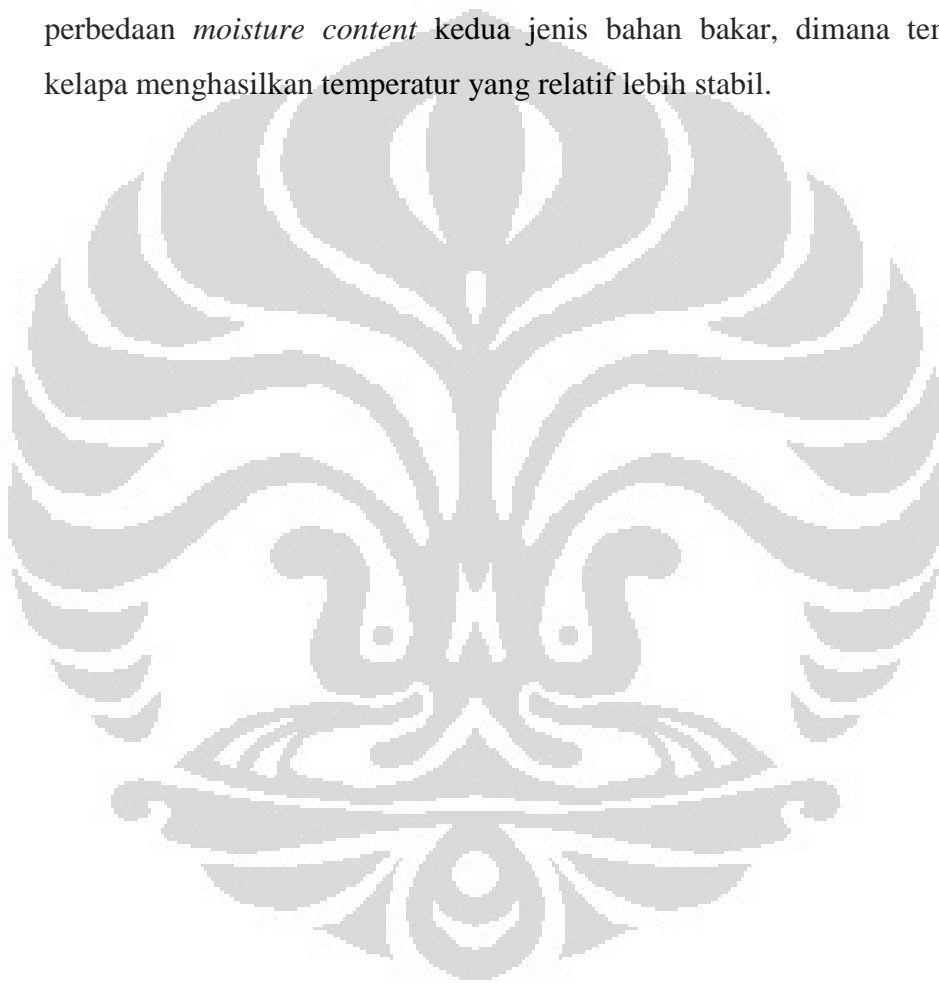 perbedaan moisture content kedua jenis bahan bakar, dimana
kelapa menghasilkan temperatur yang relatif lebih stabil.